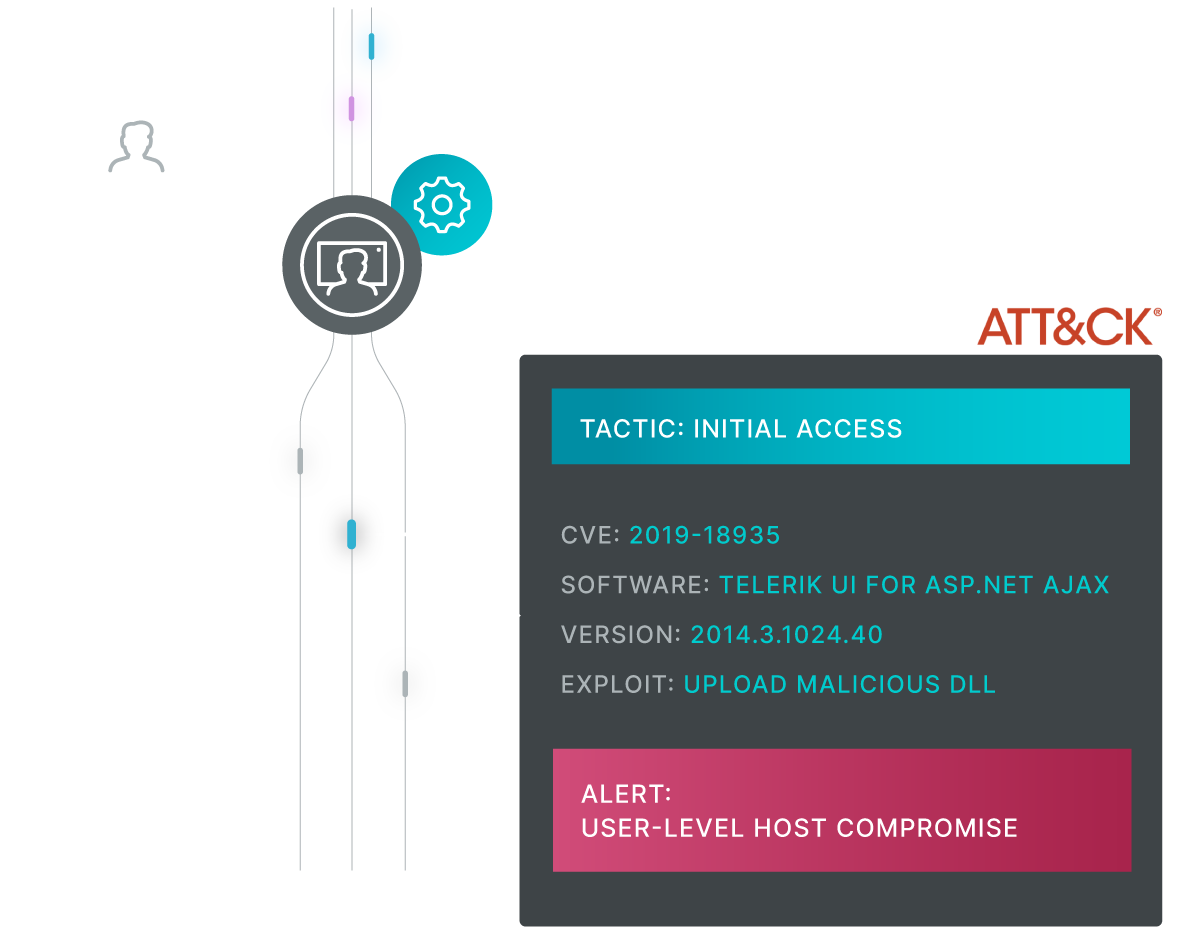 ATT&CK®
TACTIC: INITIAL ACCESS
CVE: 2019-18935
SOFTWARE: TELERIK UI FOR ASP.NET AJAX
VERSION: 2014.3.1024.40
EXPLOIT: UPLOAD MALICIOUS DLL
ALERT:
USER-LEVEL HOST COMPROMISE